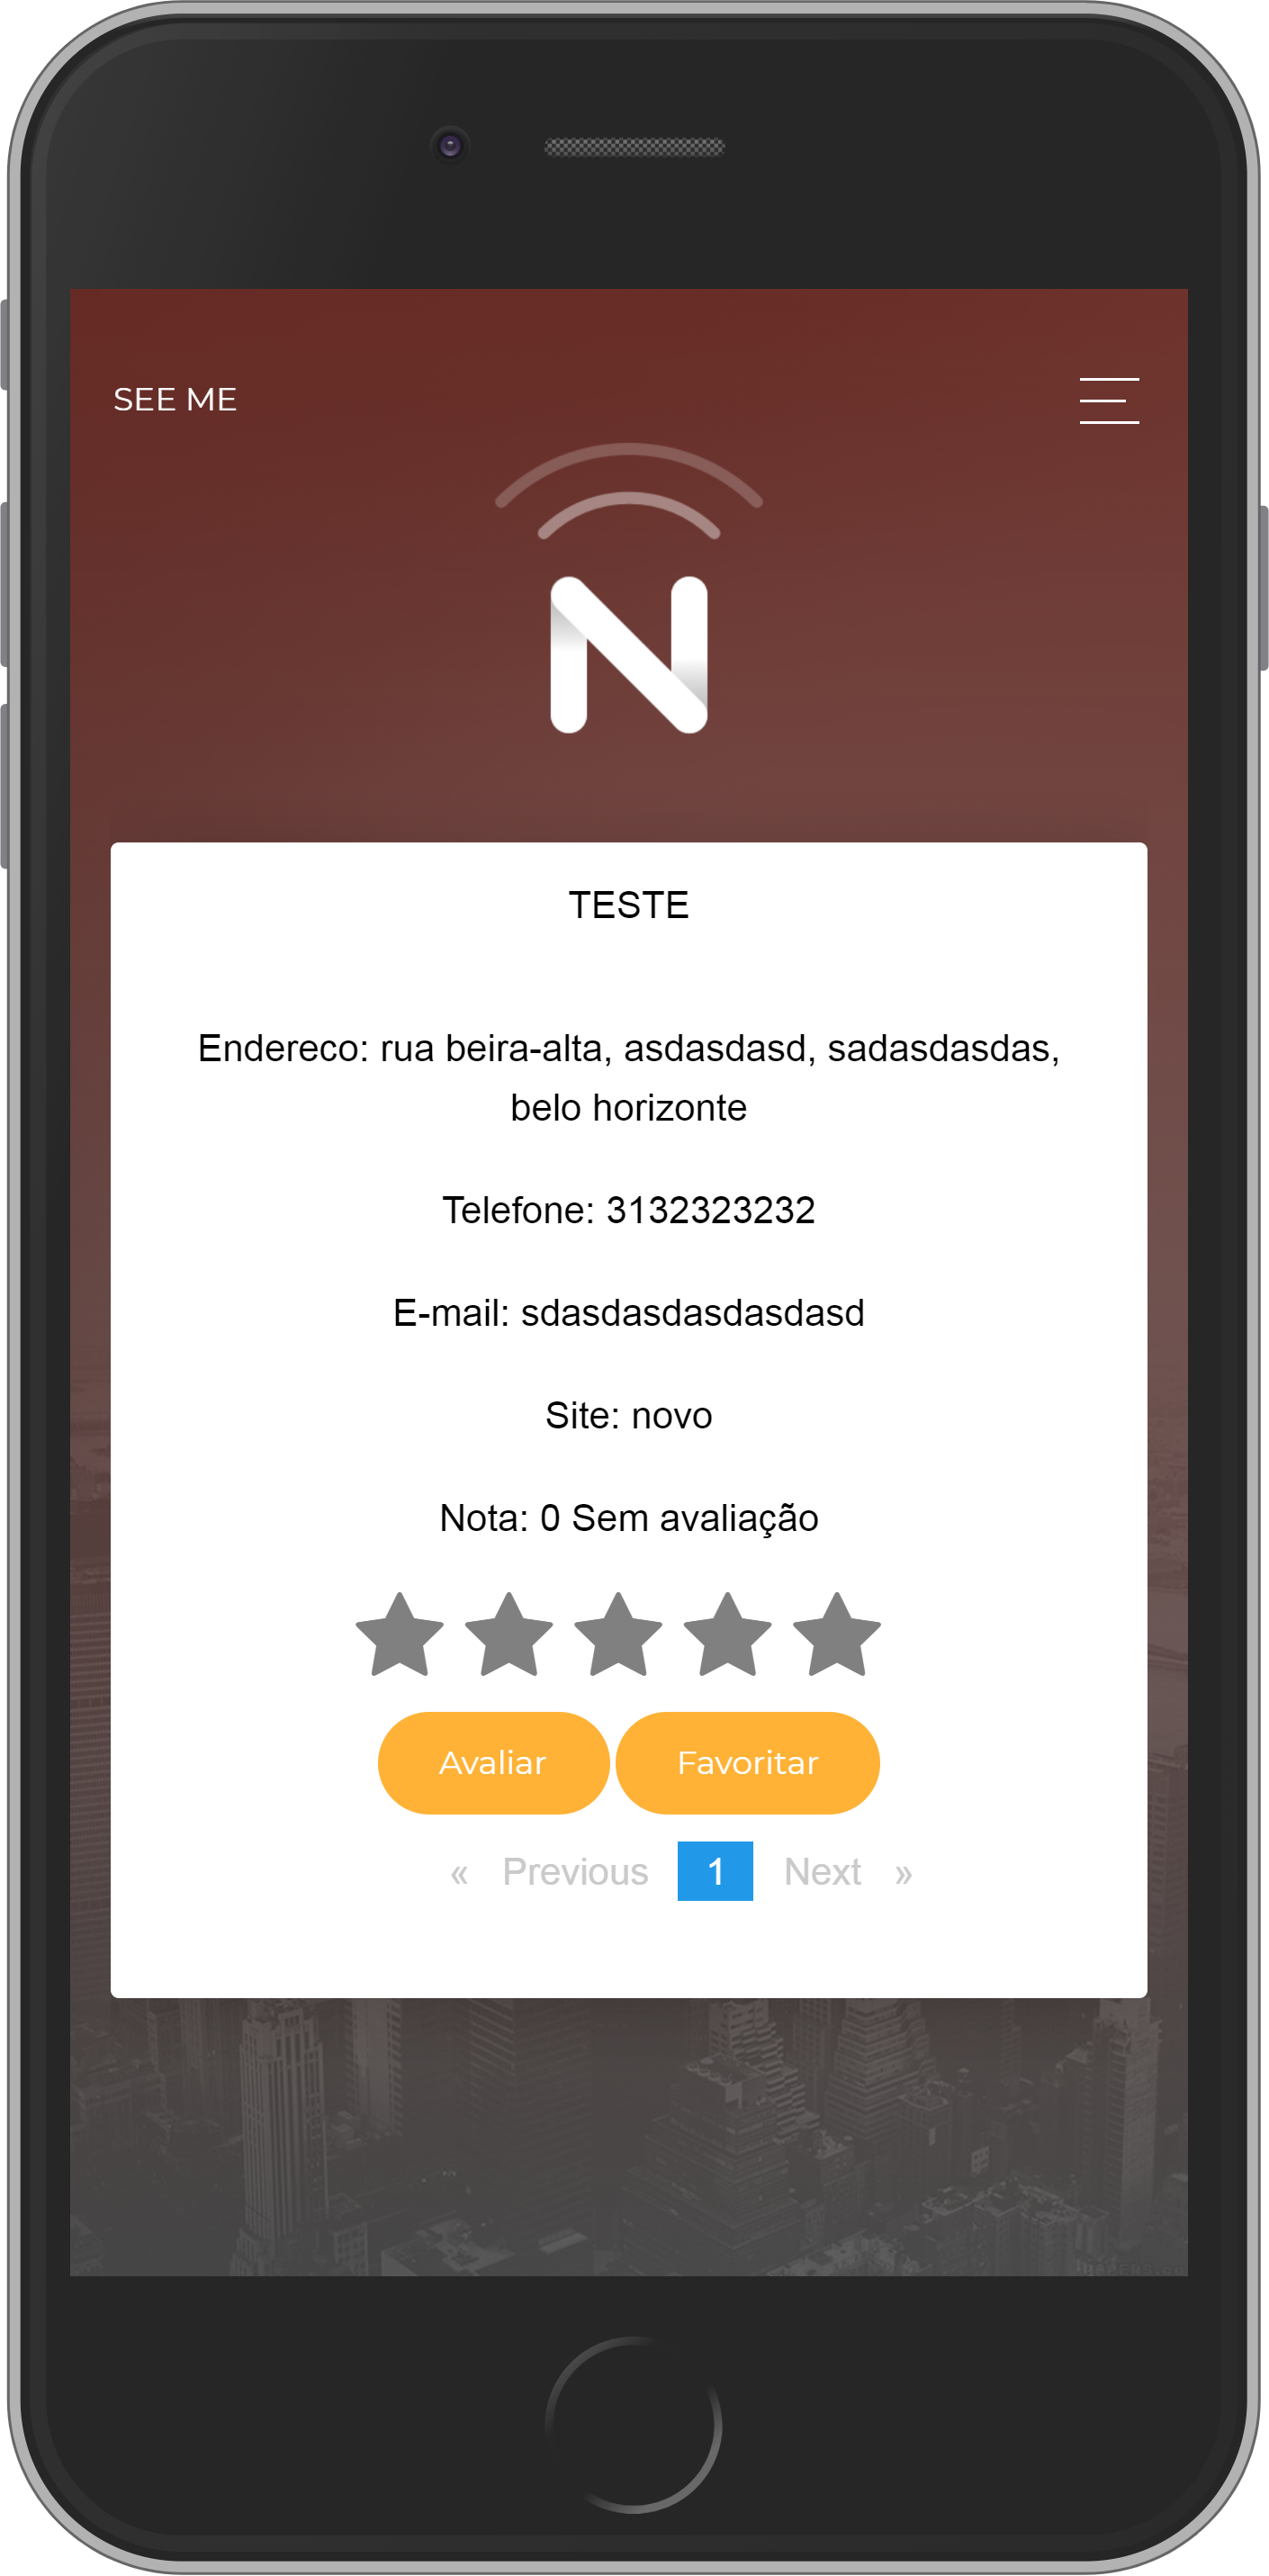 SEE ME
N
TESTE
Endereco: rua beira-alta, asdasdasd, sadasdasdas,
belo horizonte
Telefone: 3132323232
E-mail: sdasdasdasdasdasd
Site: novo
Nota: 0 Sem avaliação
Avaliar Favoritar
« Previous 1 Next »